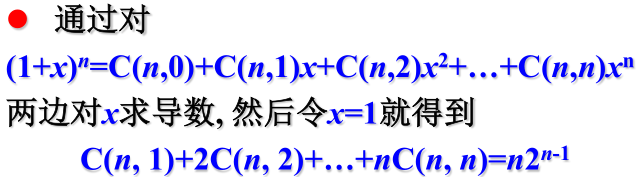 ● 通过对
(1+x)ⁿ=C(n,0)+C(n,1)x+C(n,2)x²+…+C(n,n)xⁿ
两边对x求导数, 然后令x=1就得到
C(n, 1)+2C(n, 2)+…+nC(n, n)=n2ⁿ⁻¹